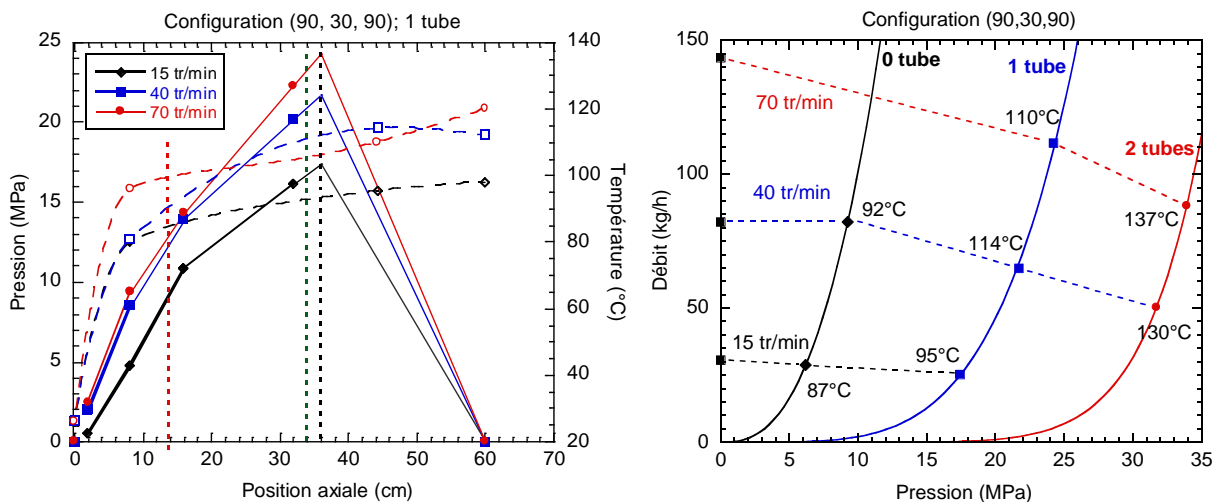 Configuration (90, 30, 90); 1 tube
25
20
15
10
5
0
Pression (MPa)
15 tr/min
40 tr/min
70 tr/min
140
120
100
80
60
40
20
Température (°C)
0 10 20 30 40 50 60 70
Position axiale (cm)
Configuration (90,30,90)
150
100
50
0
Débit (kg/h)
0 tube
1 tube
2 tubes
70 tr/min
110°C
137°C
40 tr/min
92°C
114°C
130°C
15 tr/min
87°C
95°C
0 5 10 15 20 25 30 35
Pression (MPa)